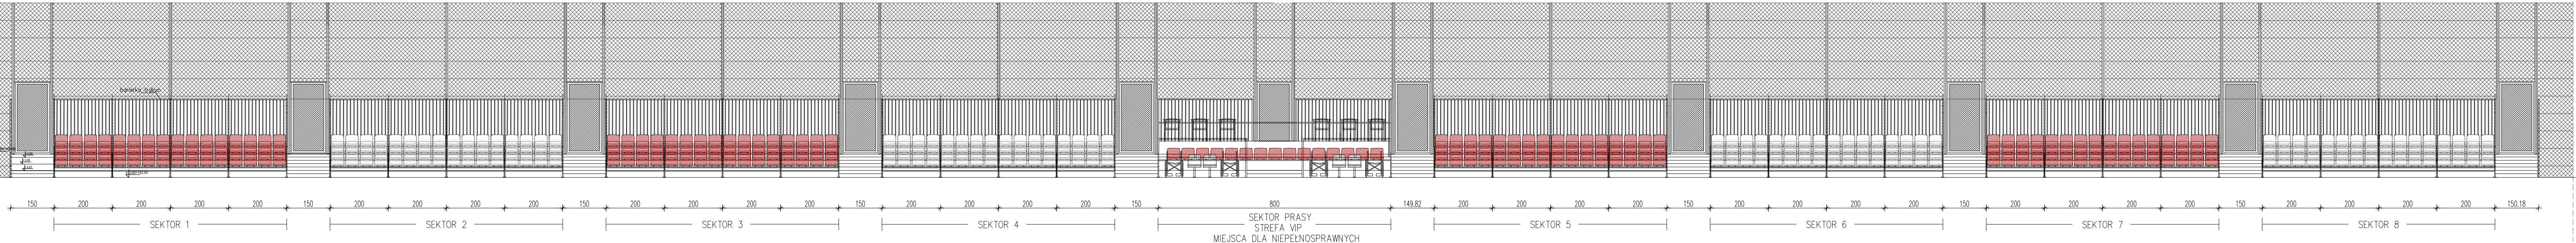 barierka trybun
150 200 200 200 200 150 200 200 200 200 150 200 200 200 200 150 200 200 200 200 150 800 149.82 200 200 200 200 150 200 200 200 200 150 200 200 200 200 150 200 200 200 200 150.18
SEKTOR 1 SEKTOR 2 SEKTOR 3 SEKTOR 4 SEKTOR PRASY SEKTOR 5 SEKTOR 6 SEKTOR 7 SEKTOR 8
STREFA VIP
MIEJSCA DLA NIEPEŁNOSPRAWNYCH